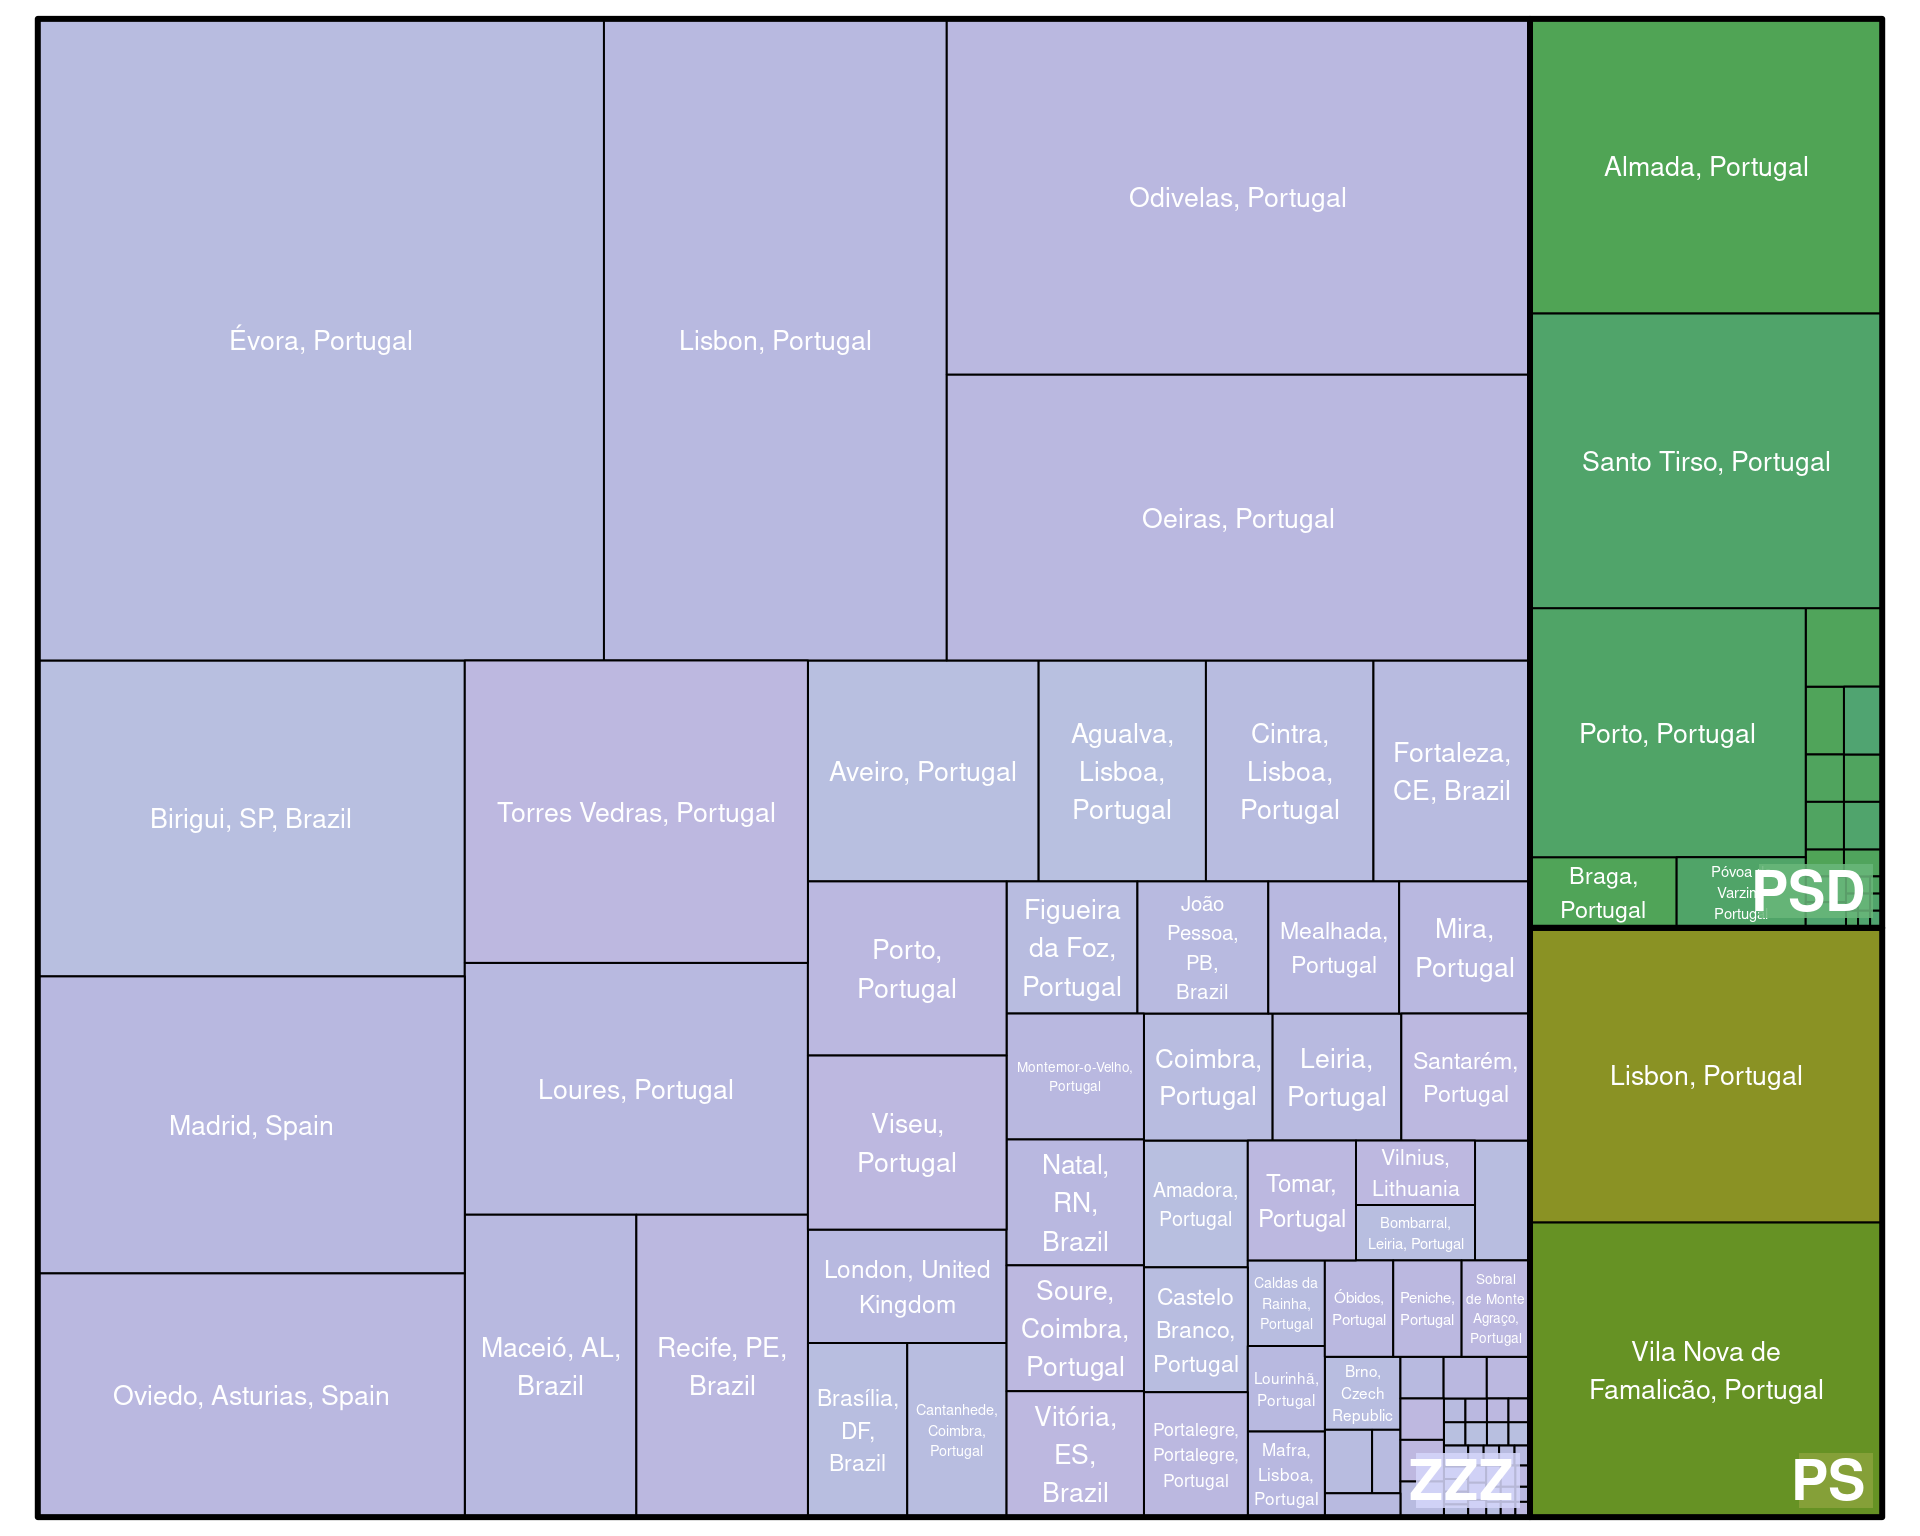 Évora, Portugal
Lisbon, Portugal
Odivelas, Portugal
Oeiras, Portugal
Birigui, SP, Brazil
Madrid, Spain
Oviedo, Asturias, Spain
Torres Vedras, Portugal
Loures, Portugal
Maceió, AL,
Brazil
Recife, PE,
Brazil
Aveiro, Portugal
Agualva,
Lisboa,
Portugal
Cintra,
Lisboa,
Portugal
Fortaleza,
CE, Brazil
Porto,
Portugal
Viseu,
Portugal
London, United
Kingdom
Brasília,
DF,
Brazil
Cantanhede,
Coimbra,
Portugal
Figueira
da Foz,
Portugal
João
Pessoa,
PB,
Brazil
Mealhada,
Portugal
Mira,
Portugal
Montemor-o-Velho,
Portugal
Natal,
RN,
Brazil
Soure,
Coimbra,
Portugal
Vitória,
ES,
Brazil
Coimbra,
Portugal
Leiria,
Portugal
Santarém,
Portugal
Amadora,
Portugal
Castelo
Branco,
Portugal
Portalegre,
Portalegre,
Portugal
Tomar,
Portugal
Vilnius,
Lithuania
Bombarral,
Leiria, Portugal
Caldas da
Rainha,
Portugal
Lourinhã,
Portugal
Mafra,
Lisboa,
Portugal
Óbidos,
Portugal
Peniche,
Portugal
Sobral
de Monte
Agraço,
Portugal
Brno,
Czech
Republic
ZZZ
Almada, Portugal
Santo Tirso, Portugal
Porto, Portugal
Braga,
Portugal
Póvoa
Varzim
Portugal
PSD
Lisbon, Portugal
Vila Nova de
Famalicão, Portugal
PS